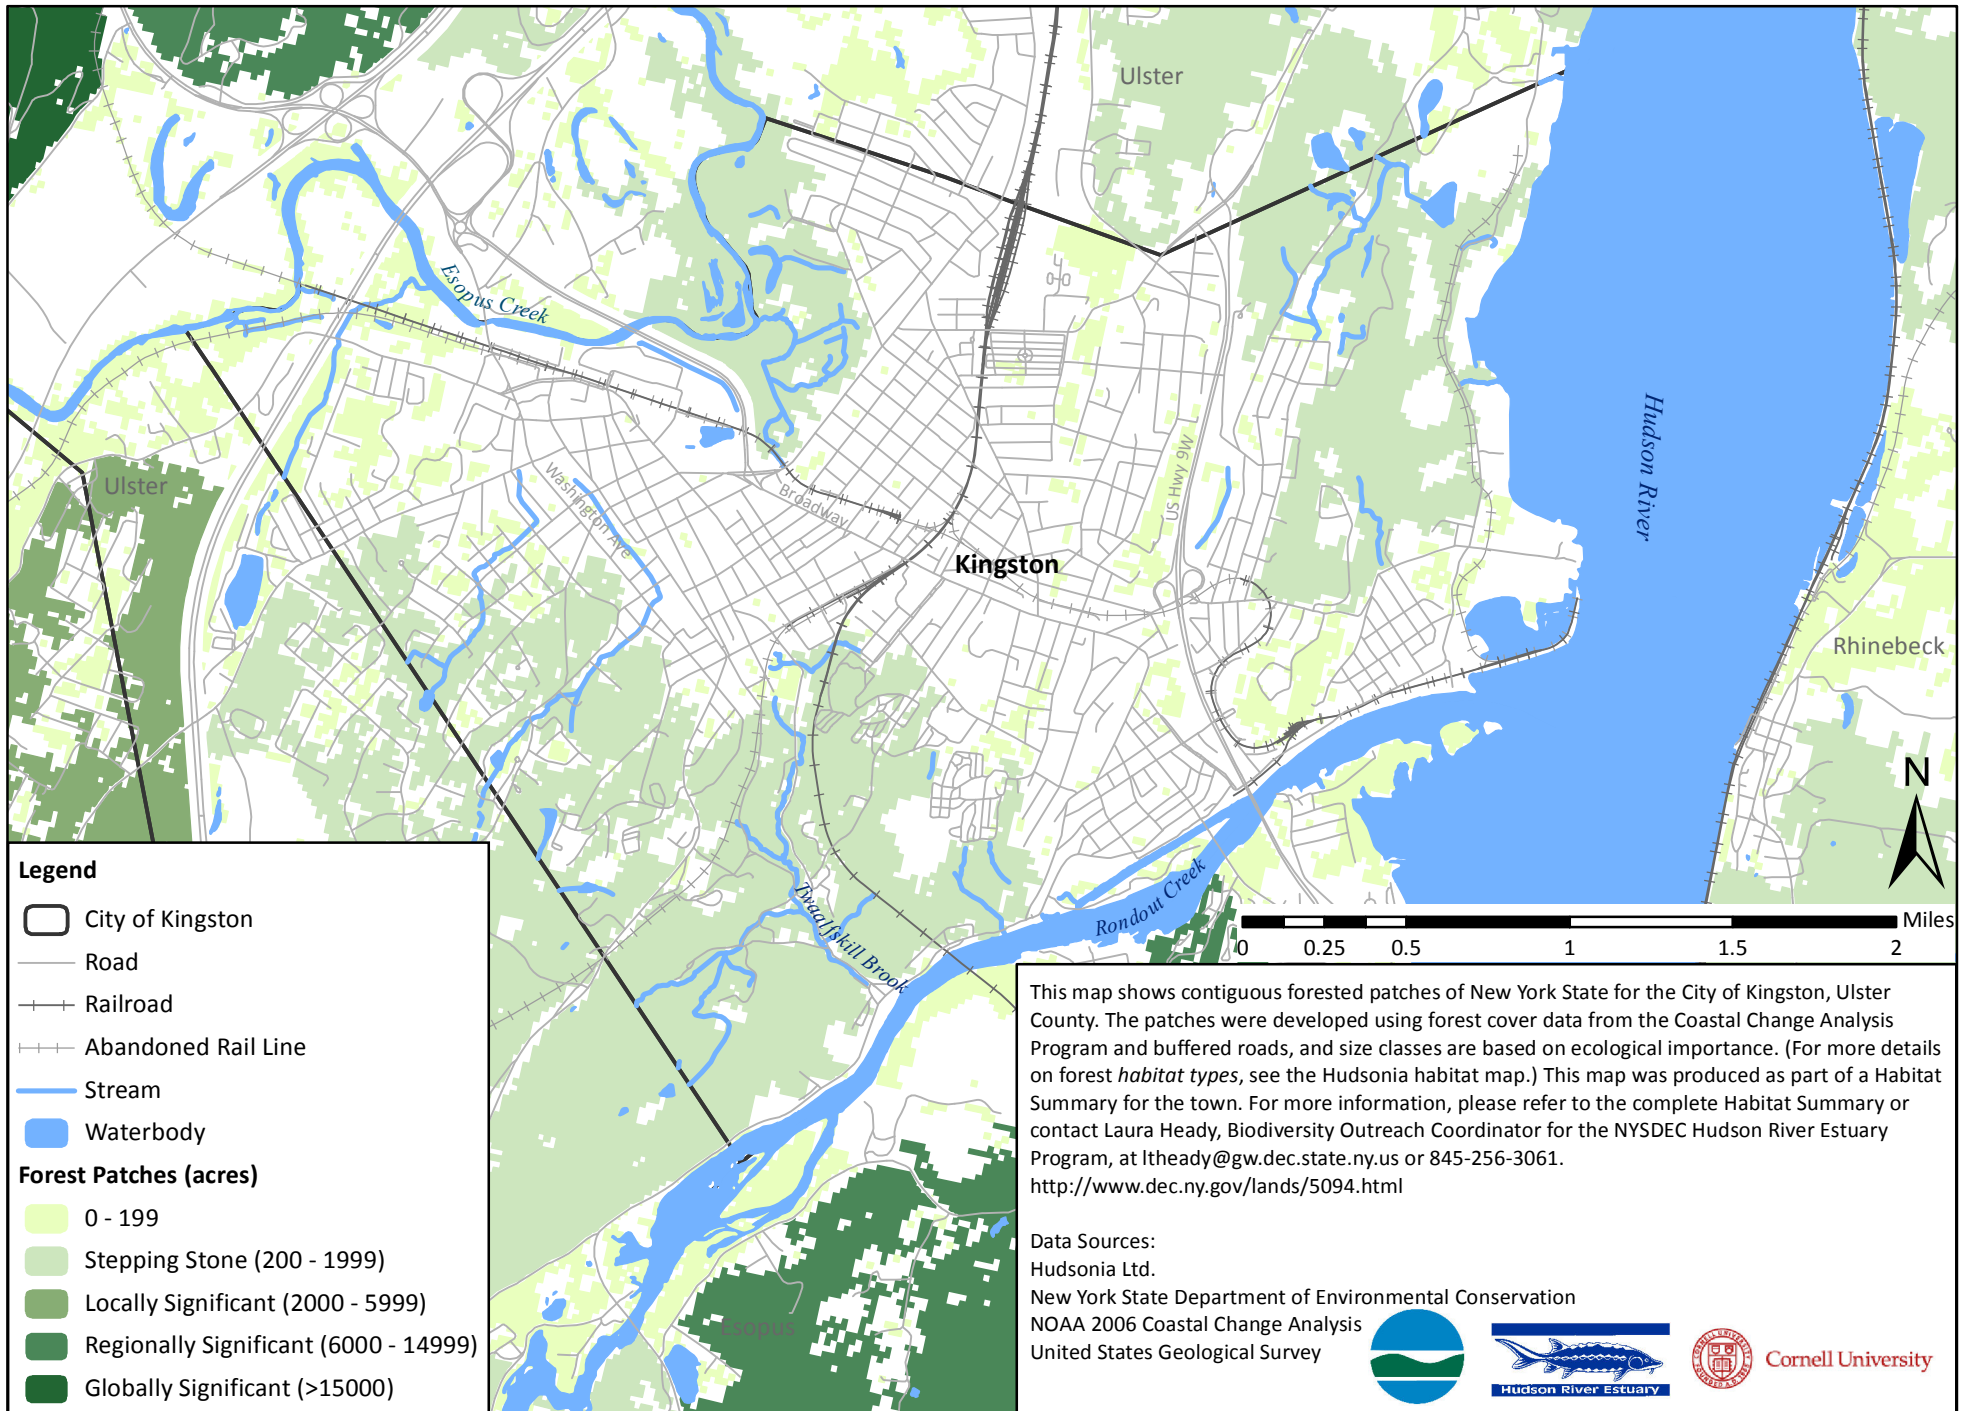 Ulster
Esopus Creek
Hudson River
Ulster
Washington Ave
Broadway
US Hwy 9W
Kingston
Rhinebeck
N
Twaalfskill Brook
Rondout Creek
Miles
0 0.25 0.5 1 1.5 2
Esopus
Legend
City of Kingston
Road
Railroad
Abandoned Rail Line
Stream
Waterbody
Forest Patches (acres)
0 - 199
Stepping Stone (200 - 1999)
Locally Significant (2000 - 5999)
Regionally Significant (6000 - 14999)
Globally Significant (>15000)
This map shows contiguous forested patches of New York State for the City of Kingston, Ulster
County. The patches were developed using forest cover data from the Coastal Change Analysis
Program and buffered roads, and size classes are based on ecological importance. (For more details
on forest habitat types, see the Hudsonia habitat map.) This map was produced as part of a Habitat
Summary for the town. For more information, please refer to the complete Habitat Summary or
contact Laura Heady, Biodiversity Outreach Coordinator for the NYSDEC Hudson River Estuary
Program, at ltheady@gw.dec.state.ny.us or 845-256-3061.
http://www.dec.ny.gov/lands/5094.html
Data Sources:
Hudsonia Ltd.
New York State Department of Environmental Conservation
NOAA 2006 Coastal Change Analysis
United States Geological Survey
Hudson River Estuary
CORNELL UNIVERSITY
FOUNDED A.D. 1865
Cornell University